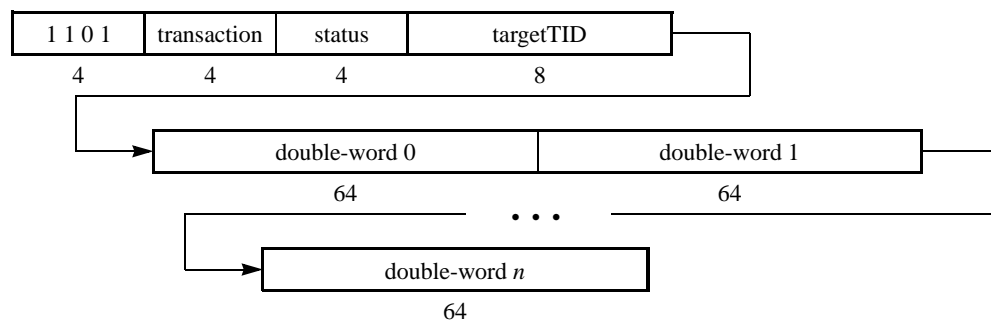 1 1 0 1 transaction status targetTID
4 4 4 8
double-word 0 double-word 1
64 64
• • •
double-word n
64